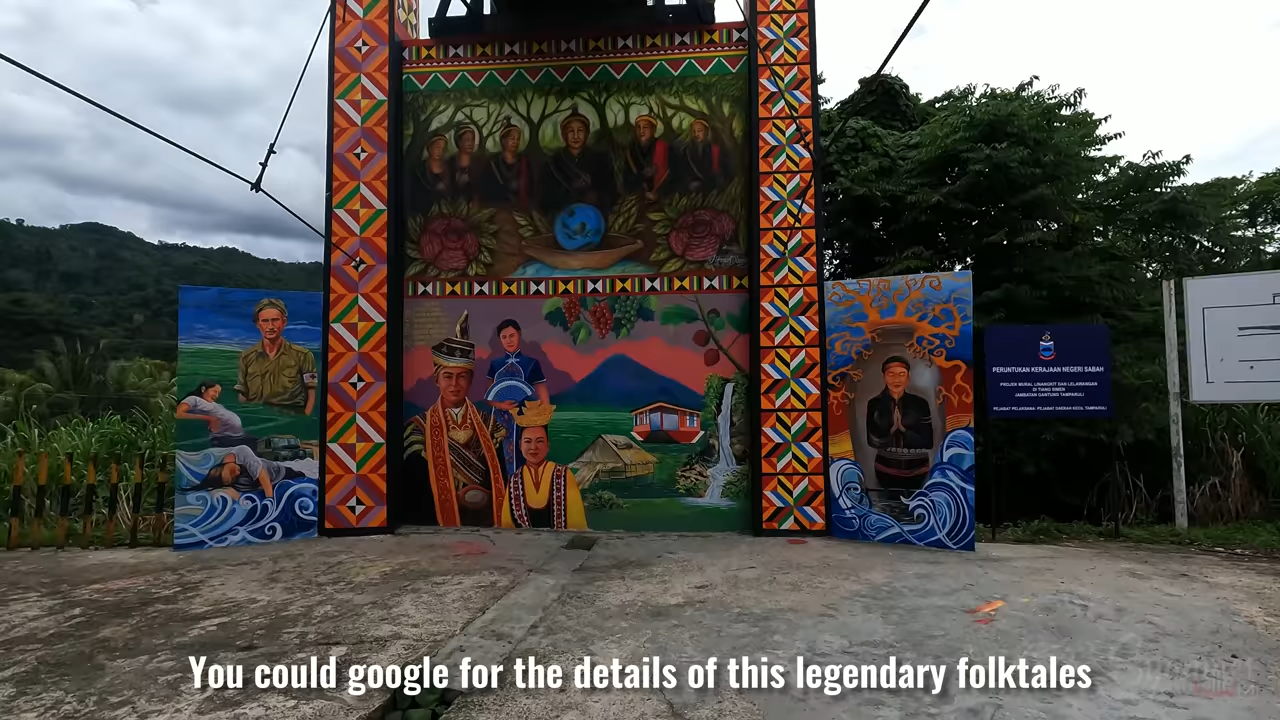 PERUNTUKAN KERAJAAN NEGERI SABAH
PROJEK MURAL LINANGKIT DAN LELAWANGAN
DI TIANG SIMEN
JAMBATAN GANTUNG TAMPARULI
PEJABAT PELAKSANA: PEJABAT DAERAH KECIL TAMPARULI
You could google for the details of this legendary folktales